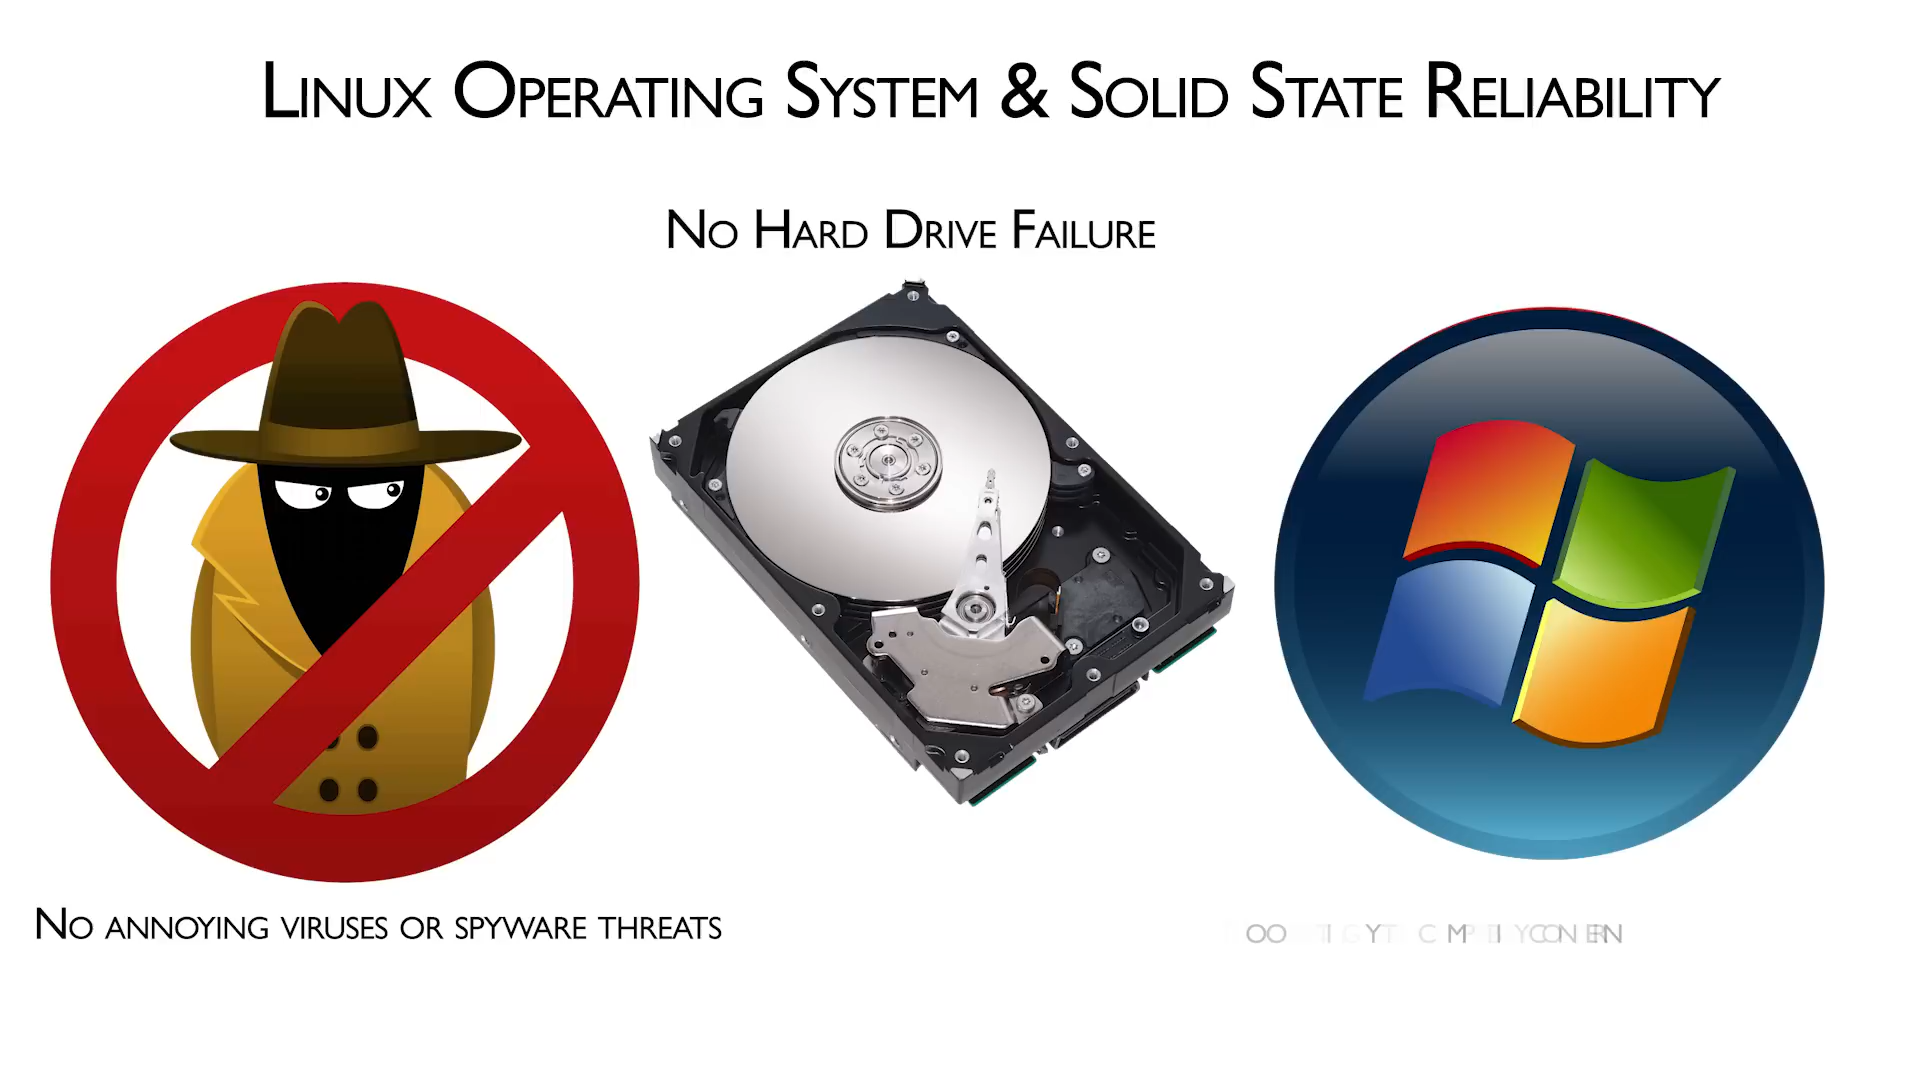 Linux Operating System & Solid State Reliability
No Hard Drive Failure
No annoying viruses or spyware threats